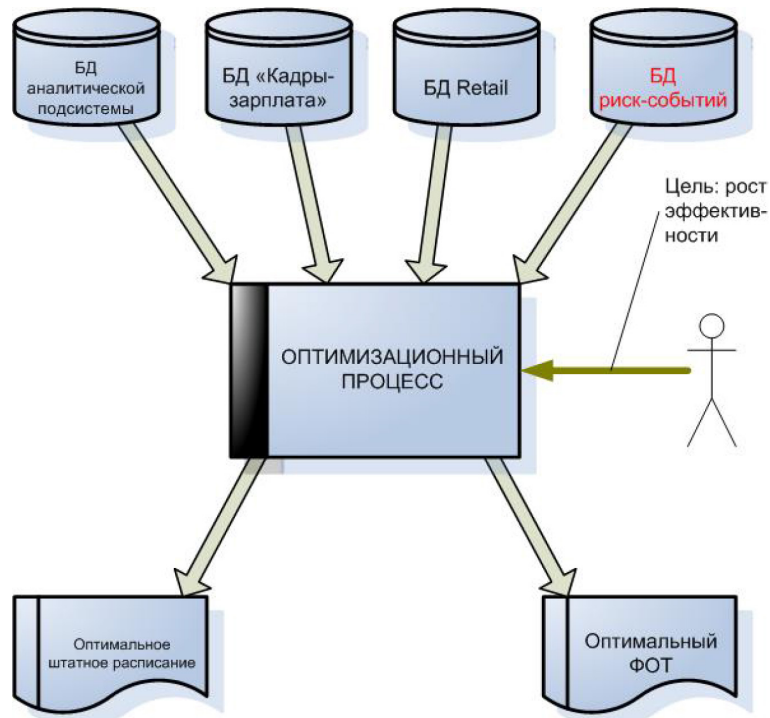 БД
аналитической
подсистемы
БД «Кадры-
зарплата»
БД Retail
БД
риск-событий
Цель: рост
эффектив-
ности
ОПТИМИЗАЦИОННЫЙ
ПРОЦЕСС
Оптимальное
штатное расписание
Оптимальный
ФОТ